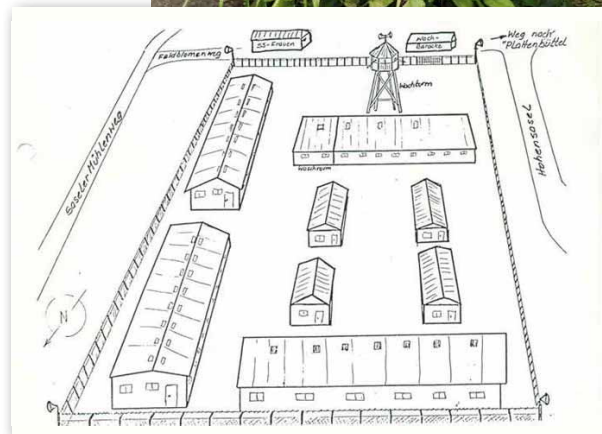 SS-Frauen
Wach-
Baracke
Weg nach
Plattenbüttel
Feldblumenweg
Wachturm
Saseler Mühlenweg
Hohensasel
Waschraum
N